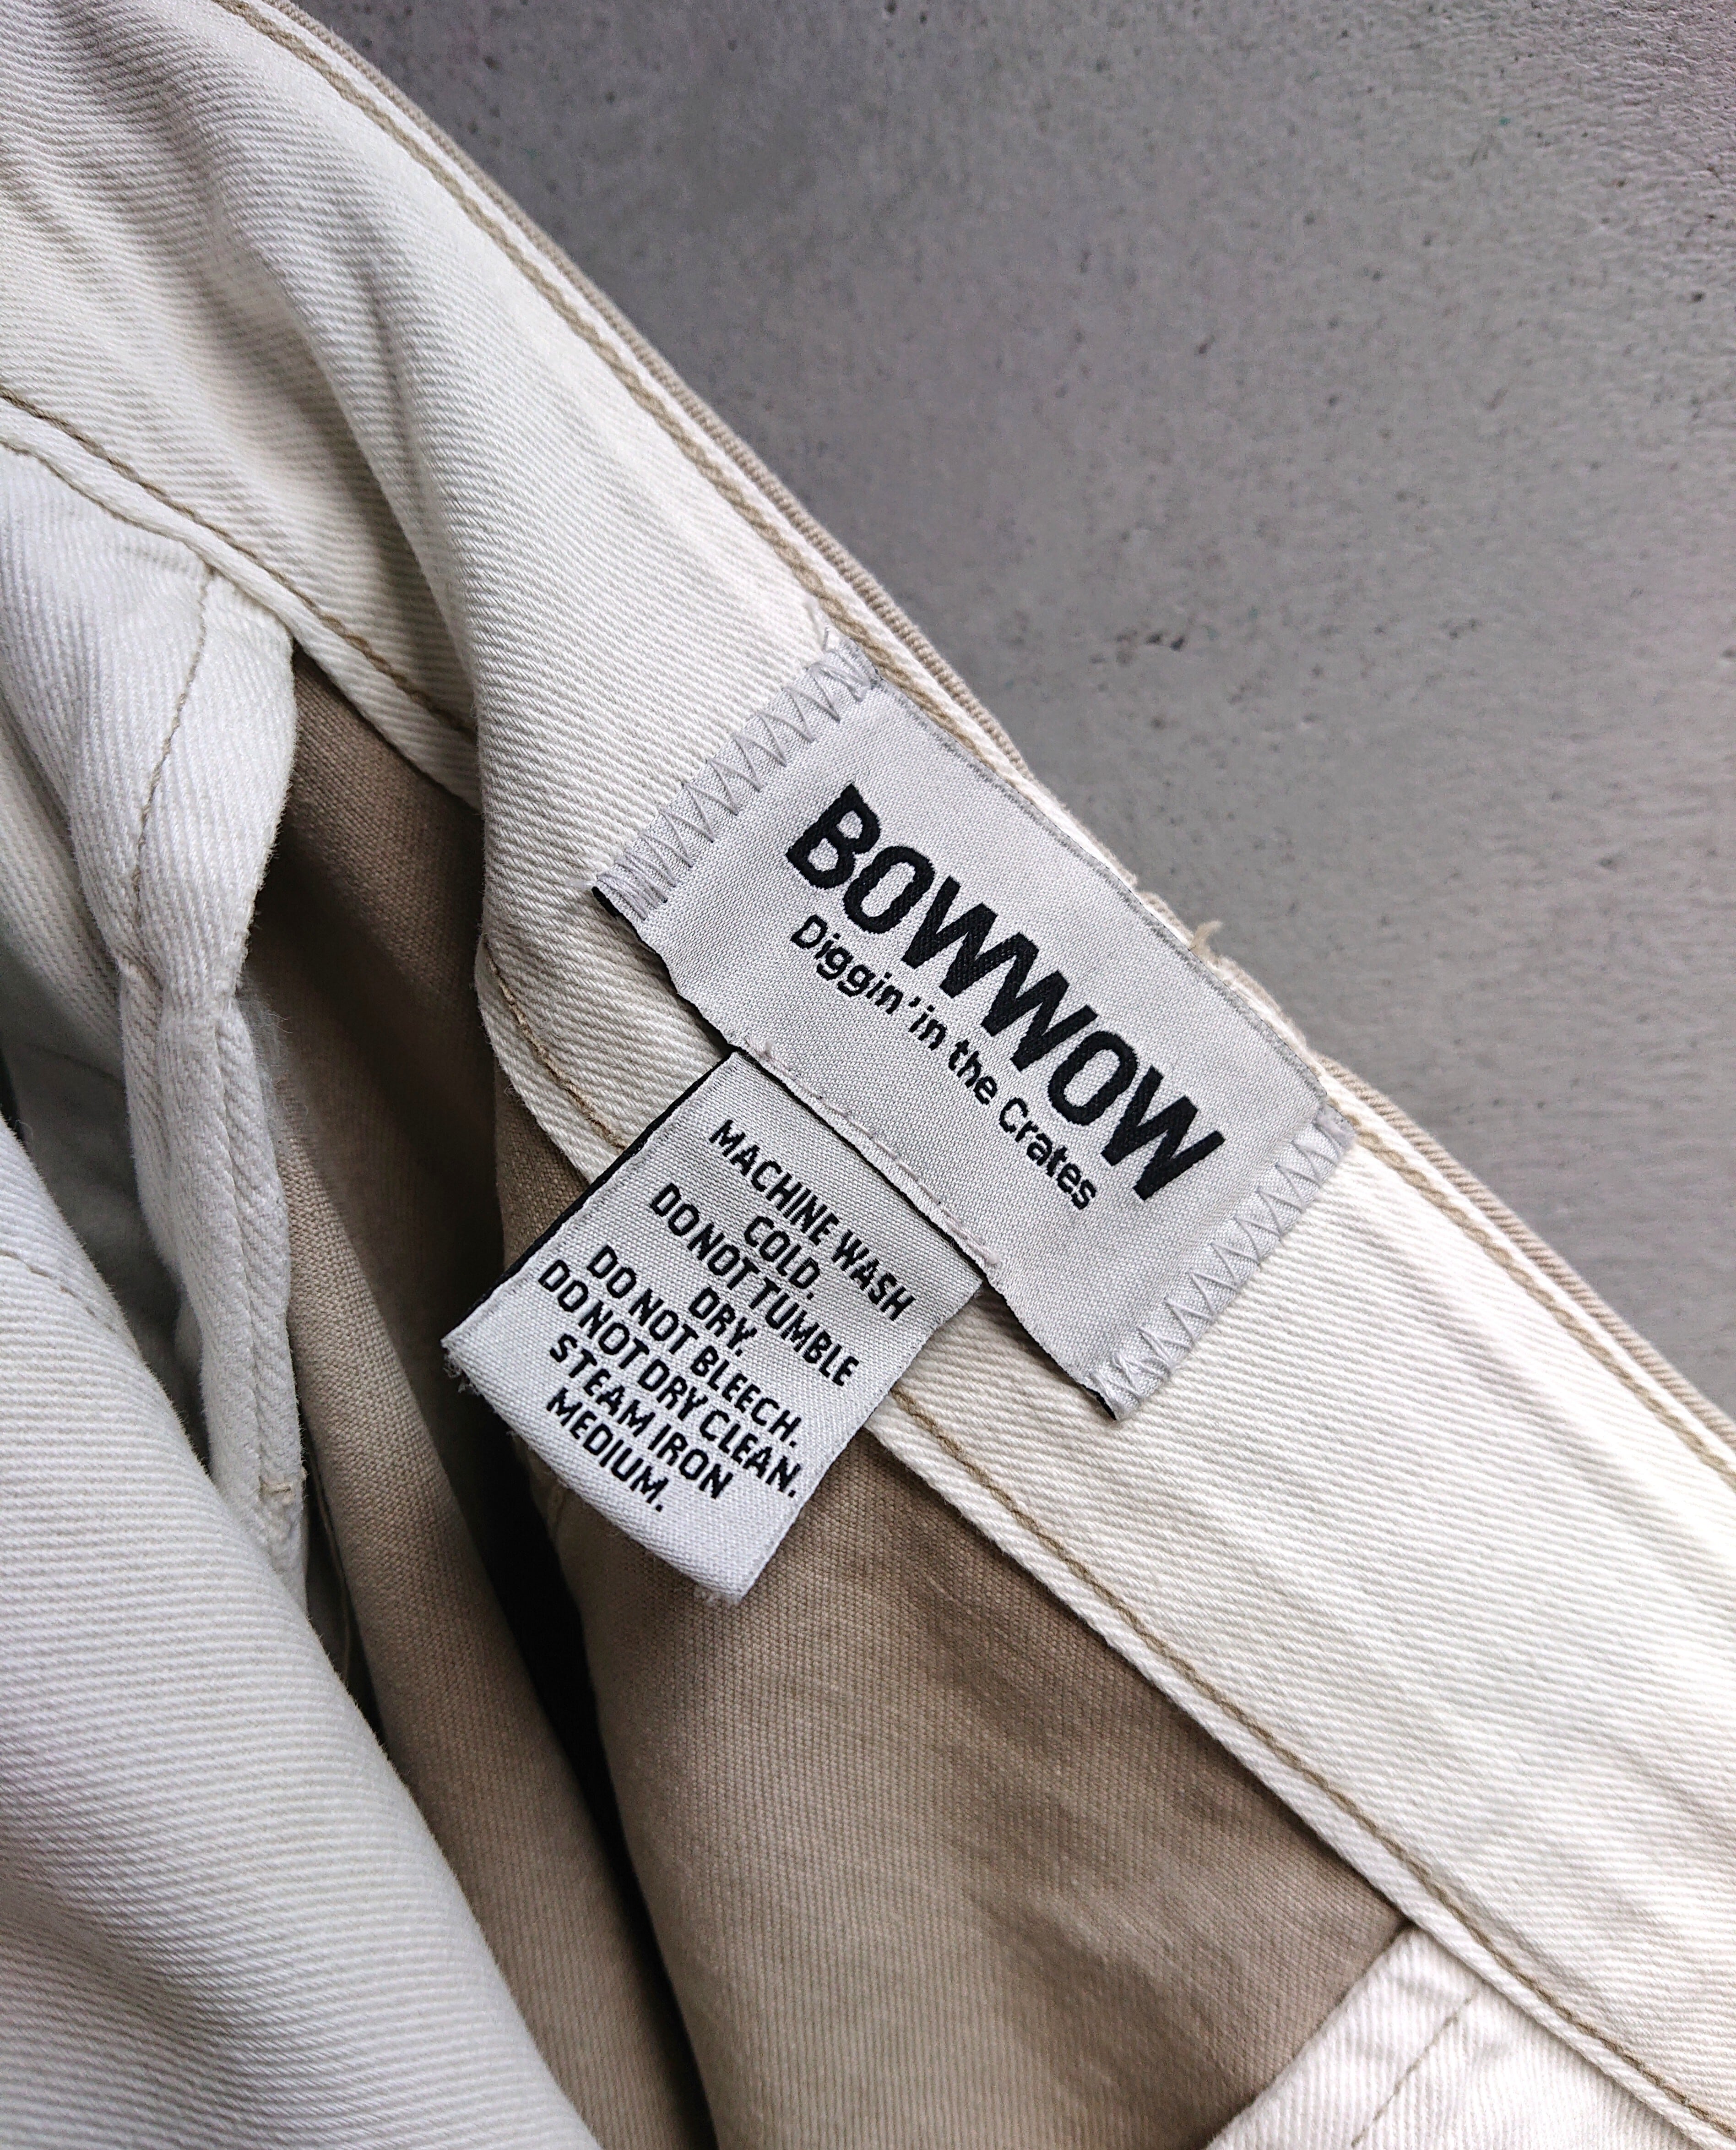 BOWWOW
Diggin' in the Crates
MACHINE WASH
COLD.
DO NOT TUMBLE
DRY.
DO NOT BLEECH.
DO NOT DRY CLEAN.
STEAM IRON
MEDIUM.